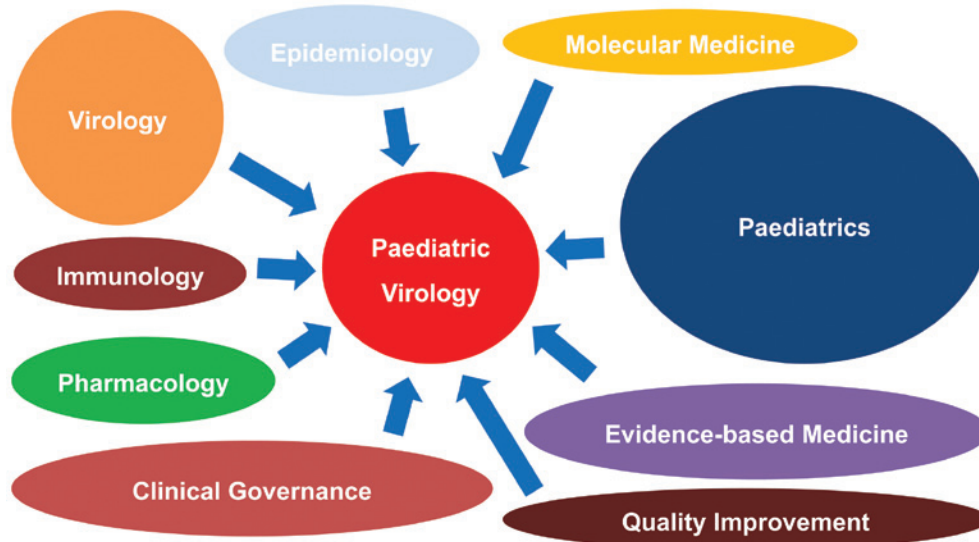 Epidemiology
Molecular Medicine
Virology
Paediatrics
Paediatric
Virology
Immunology
Pharmacology
Evidence-based Medicine
Clinical Governance
Quality Improvement